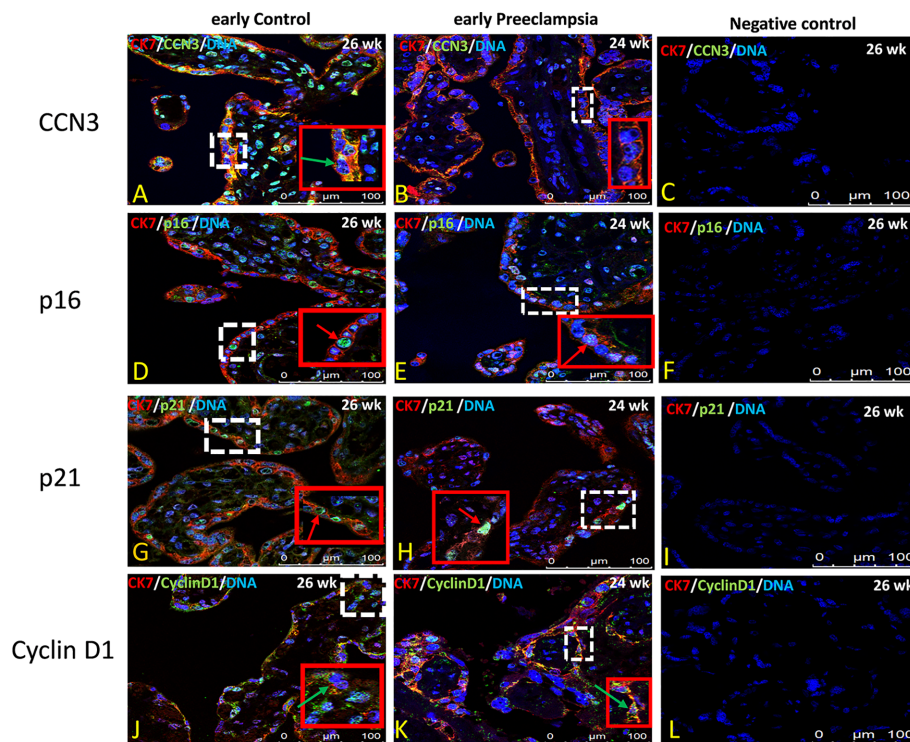 early Control
early Preeclampsia
Negative control
CCN3
CK7/CCN3/DNA 26 wk
A
0 µm 100
CK7/CCN3/DNA 24 wk
B
0 µm 100
CK7/CCN3/DNA 26 wk
C
0 µm 100
p16
CK7/p16/DNA 26 wk
D
0 µm 100
CK7/p16/DNA 24 wk
E
0 µm 100
CK7/p16/DNA 26 wk
F
0 µm 100
p21
CK7/p21/DNA 26 wk
G
0 µm 100
CK7/p21/DNA 24 wk
H
0 µm 100
CK7/p21/DNA 26 wk
I
0 µm 100
Cyclin D1
CK7/CyclinD1/DNA 26 wk
J
0 µm 100
CK7/CyclinD1/DNA 24 wk
K
0 µm 100
CK7/CyclinD1/DNA 26 wk
L
0 µm 100